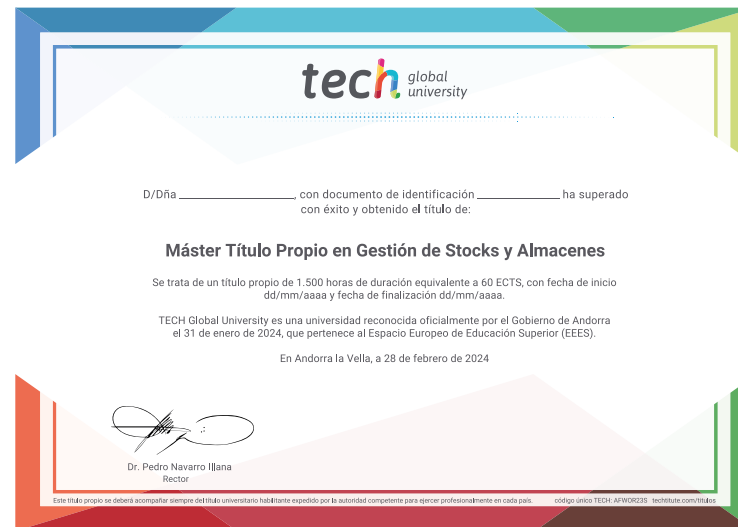 tech global university
D/Dña ____________________, con documento de identificación ______________ ha superado
con éxito y obtenido el título de:
Máster Título Propio en Gestión de Stocks y Almacenes
Se trata de un título propio de 1.500 horas de duración equivalente a 60 ECTS, con fecha de inicio
dd/mm/aaaa y fecha de finalización dd/mm/aaaa.
TECH Global University es una universidad reconocida oficialmente por el Gobierno de Andorra
el 31 de enero de 2024, que pertenece al Espacio Europeo de Educación Superior (EEES).
En Andorra la Vella, a 28 de febrero de 2024
Dr. Pedro Navarro Illana
Rector
Este título propio se deberá acompañar siempre del título universitario habilitante expedido por la autoridad competente para ejercer profesionalmente en cada país. código único TECH: AFWOR23S techtitute.com/titulos